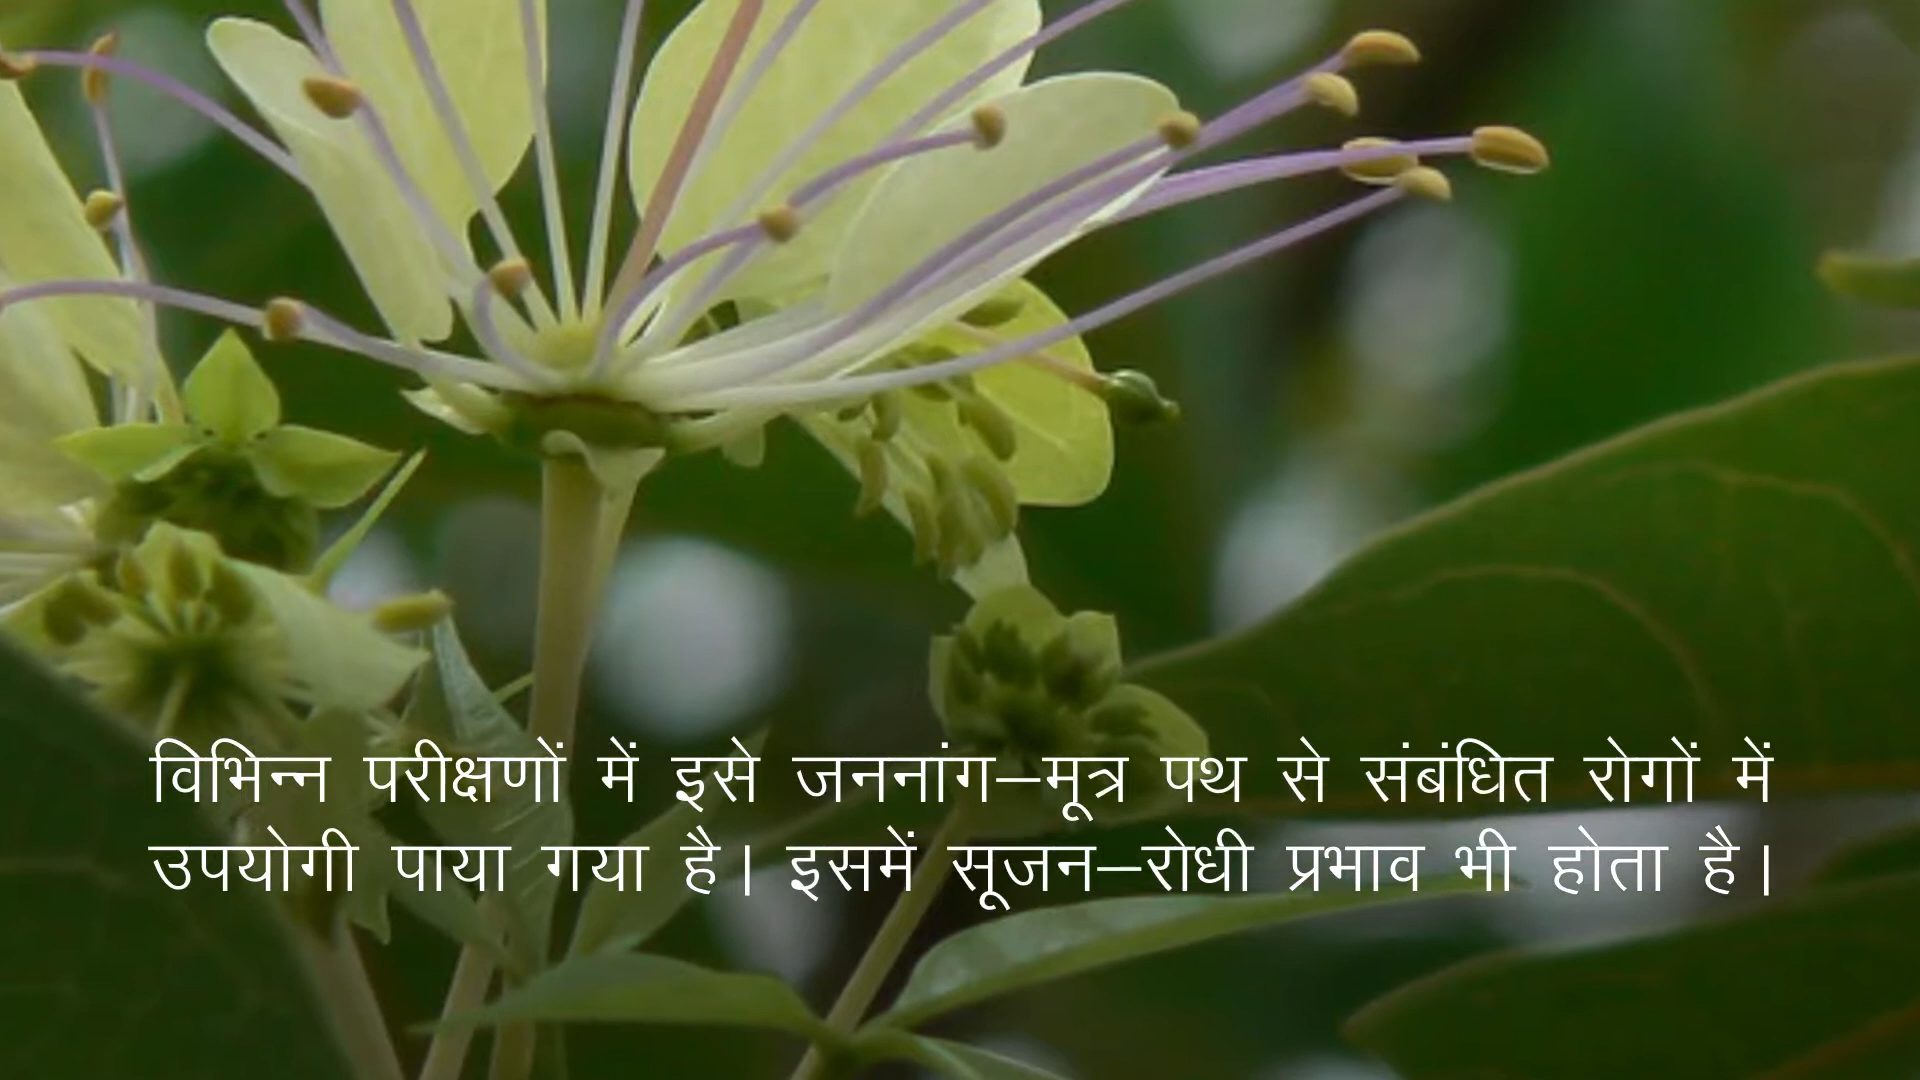 विभिन्न परीक्षणों में इसे जननांग–मूत्र पथ से संबंधित रोगों में
उपयोगी पाया गया है। इसमें सूजन–रोधी प्रभाव भी होता है।